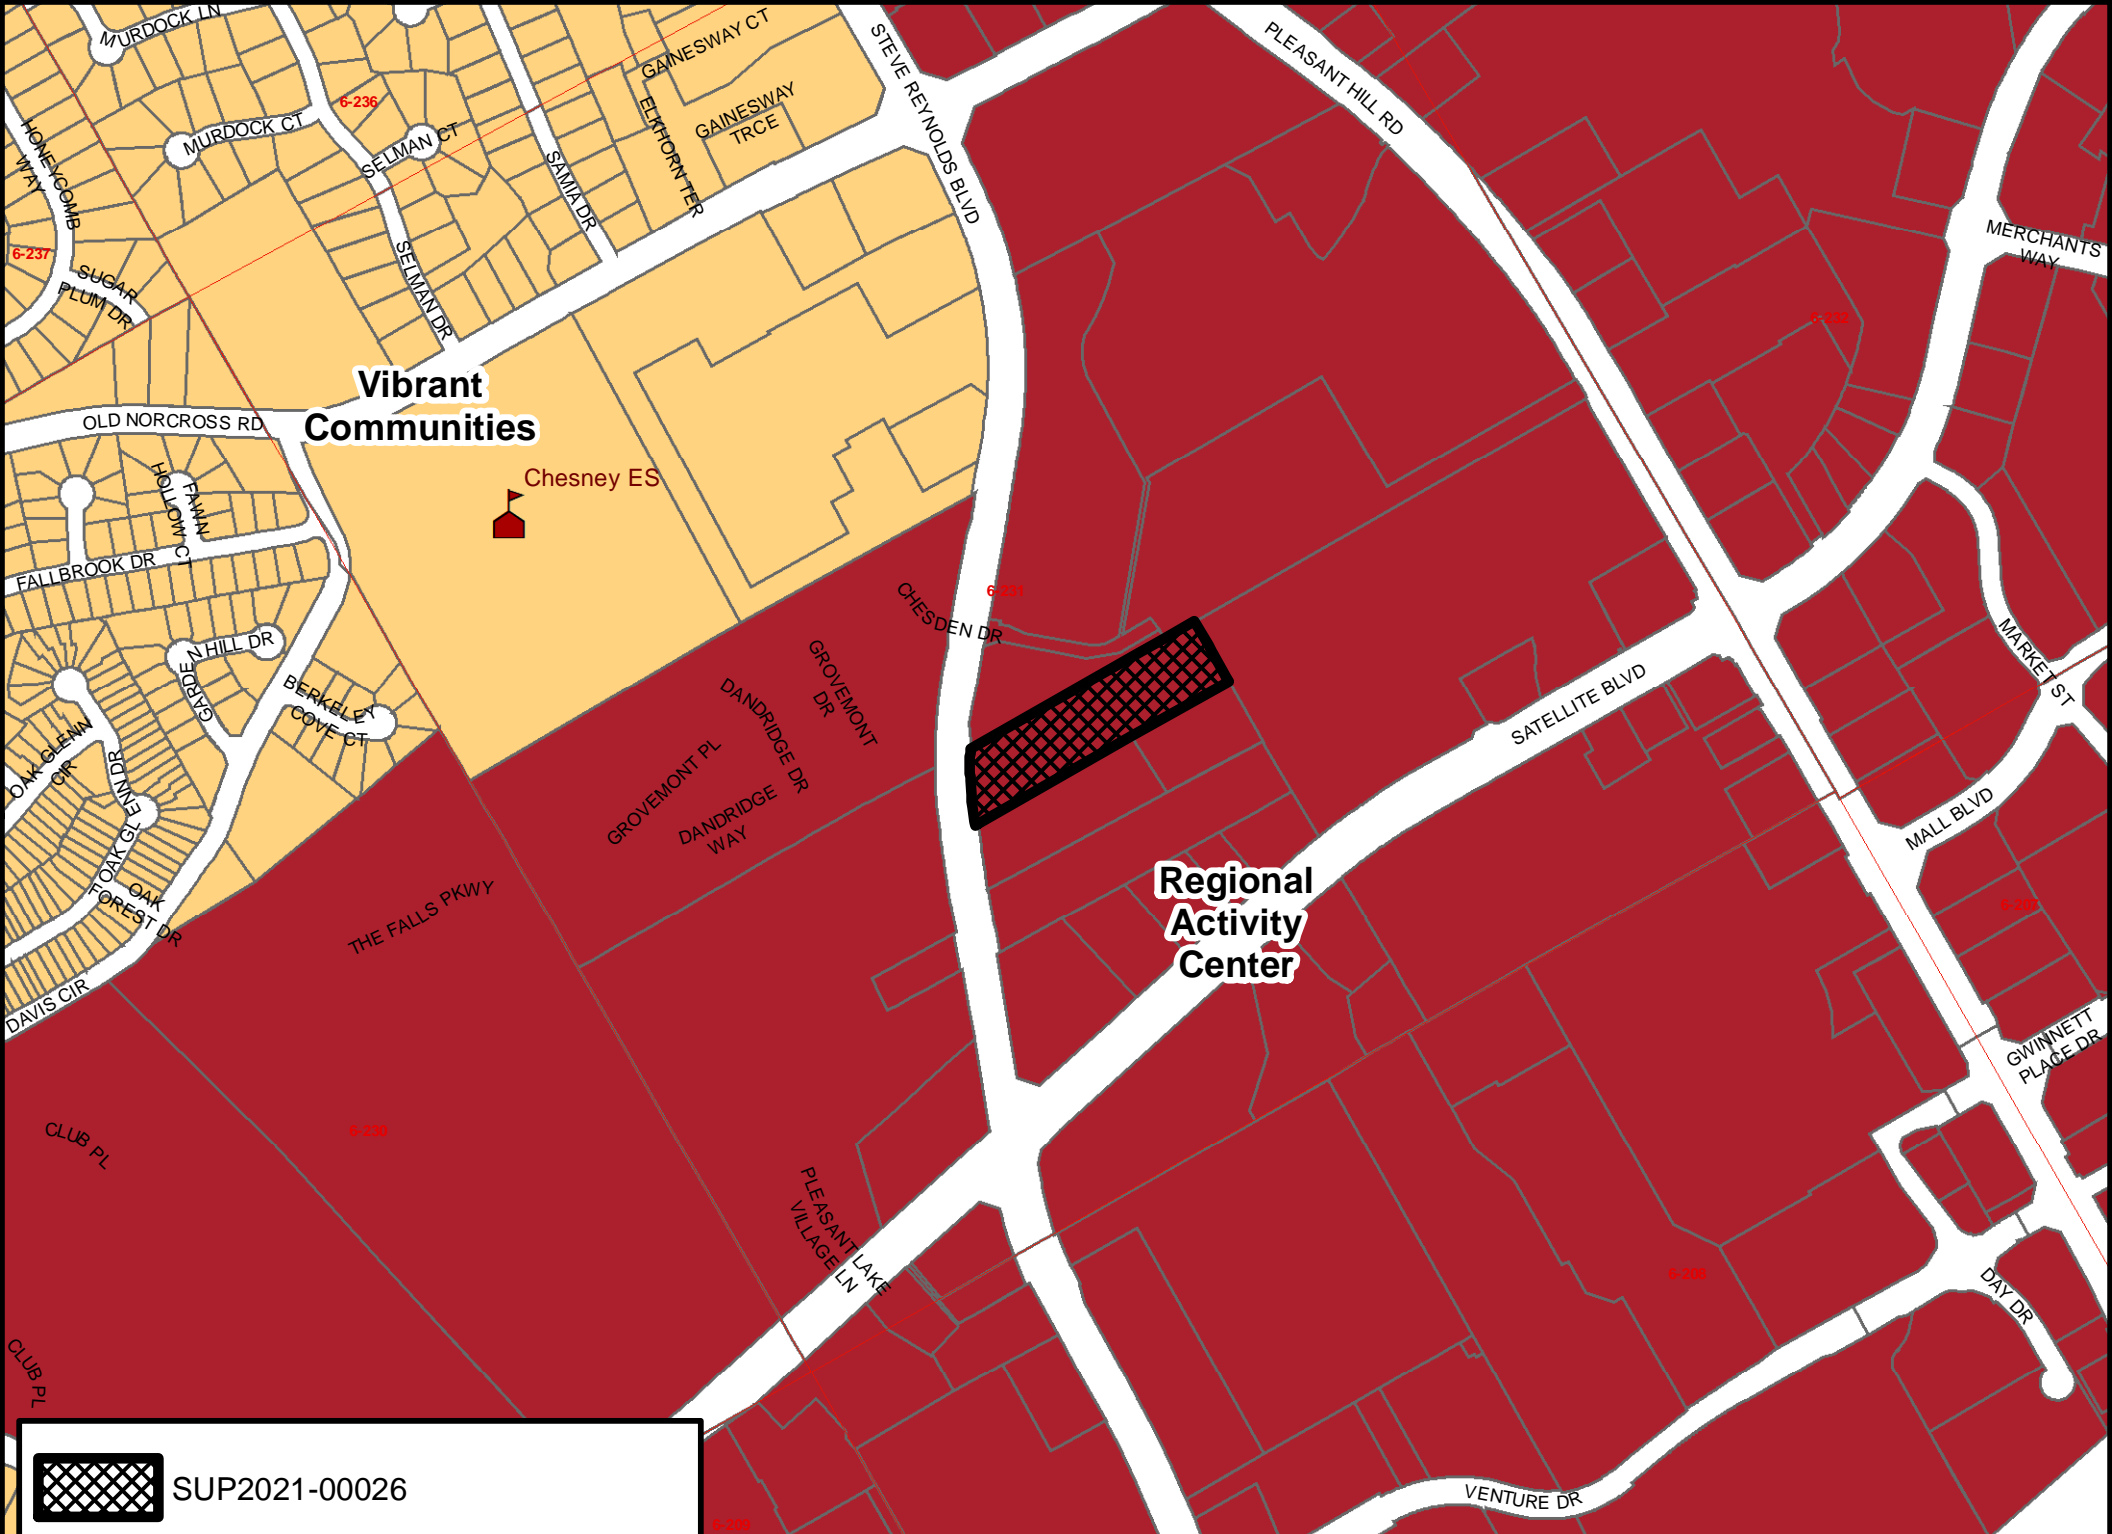 MURDOCK LN
GAINESWAY CT
STEVE REYNOLDS BLVD
PLEASANT HILL RD
6-236
MURDOCK CT
SELMAN CT
ELKHORN TER
GAINESWAY
TRCE
HONEYCOMB
WAY
SAMIA DR
6-237
SUGAR
PLUM DR
SELMAN DR
MERCHANTS
WAY
6-232
Vibrant
Communities
OLD NORCROSS RD
Chesney ES
FAWN
HOLLOW CT
FALLBROOK DR
6-231
CHESDEN DR
GARDEN HILL DR
GROVEMONT
DR
DANDRIDGE DR
MARKET ST
BERKELEY
COVE CT
SATELLITE BLVD
OAK GLENN
CIR
OAK GLENN DR
GROVEMONT PL
DANDRIDGE
WAY
MALL BLVD
Regional
Activity
Center
OAK
FOREST DR
THE FALLS PKWY
6-207
DAVIS CIR
GWINNETT
PLACE DR
CLUB PL
6-230
PLEASANT LAKE
VILLAGE LN
DAY DR
CLUB PL
VENTURE DR
SUP2021-00026